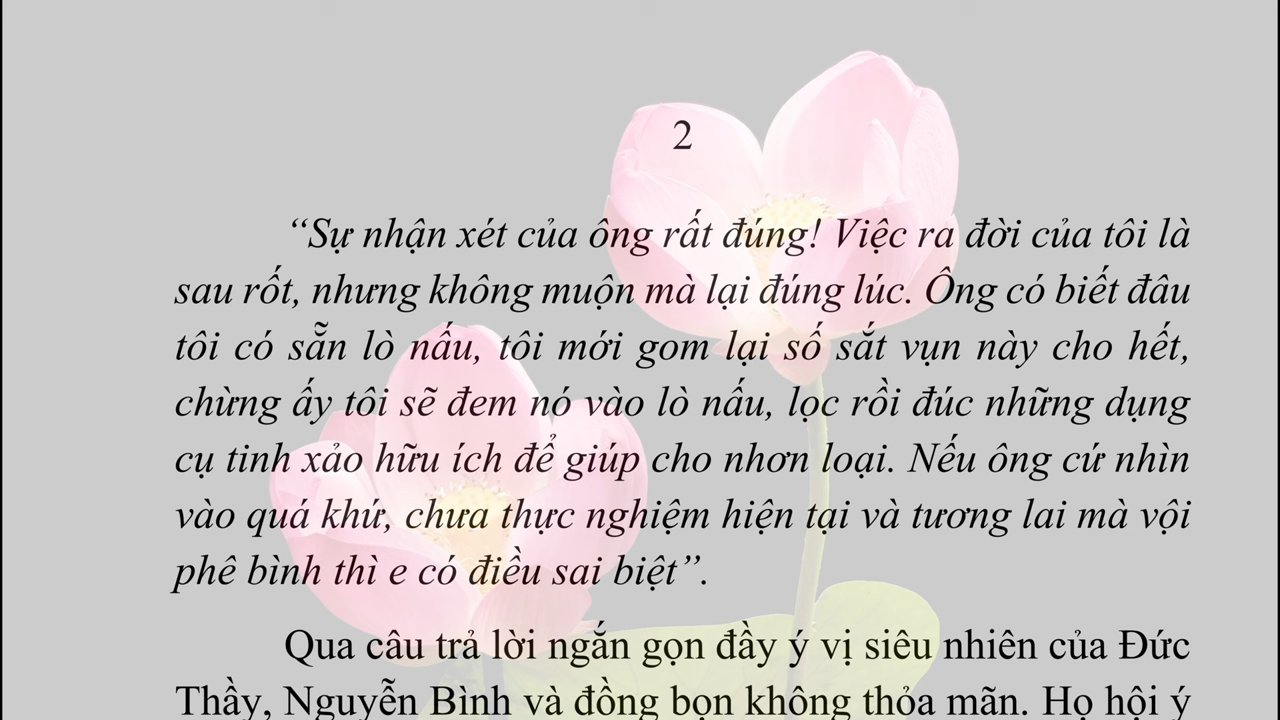 2
“Sự nhận xét của ông rất đúng! Việc ra đời của tôi là
sau rốt, nhưng không muộn mà lại đúng lúc. Ông có biết đâu
tôi có sẵn lò nấu, tôi mới gom lại số sắt vụn này cho hết,
chừng ấy tôi sẽ đem nó vào lò nấu, lọc rồi đúc những dụng
cụ tinh xảo hữu ích để giúp cho nhơn loại. Nếu ông cứ nhìn
vào quá khứ, chưa thực nghiệm hiện tại và tương lai mà vội
phê bình thì e có điều sai biệt”.
Qua câu trả lời ngắn gọn đầy ý vị siêu nhiên của Đức
Thầy, Nguyễn Bình và đồng bọn không thỏa mãn. Họ hội ý